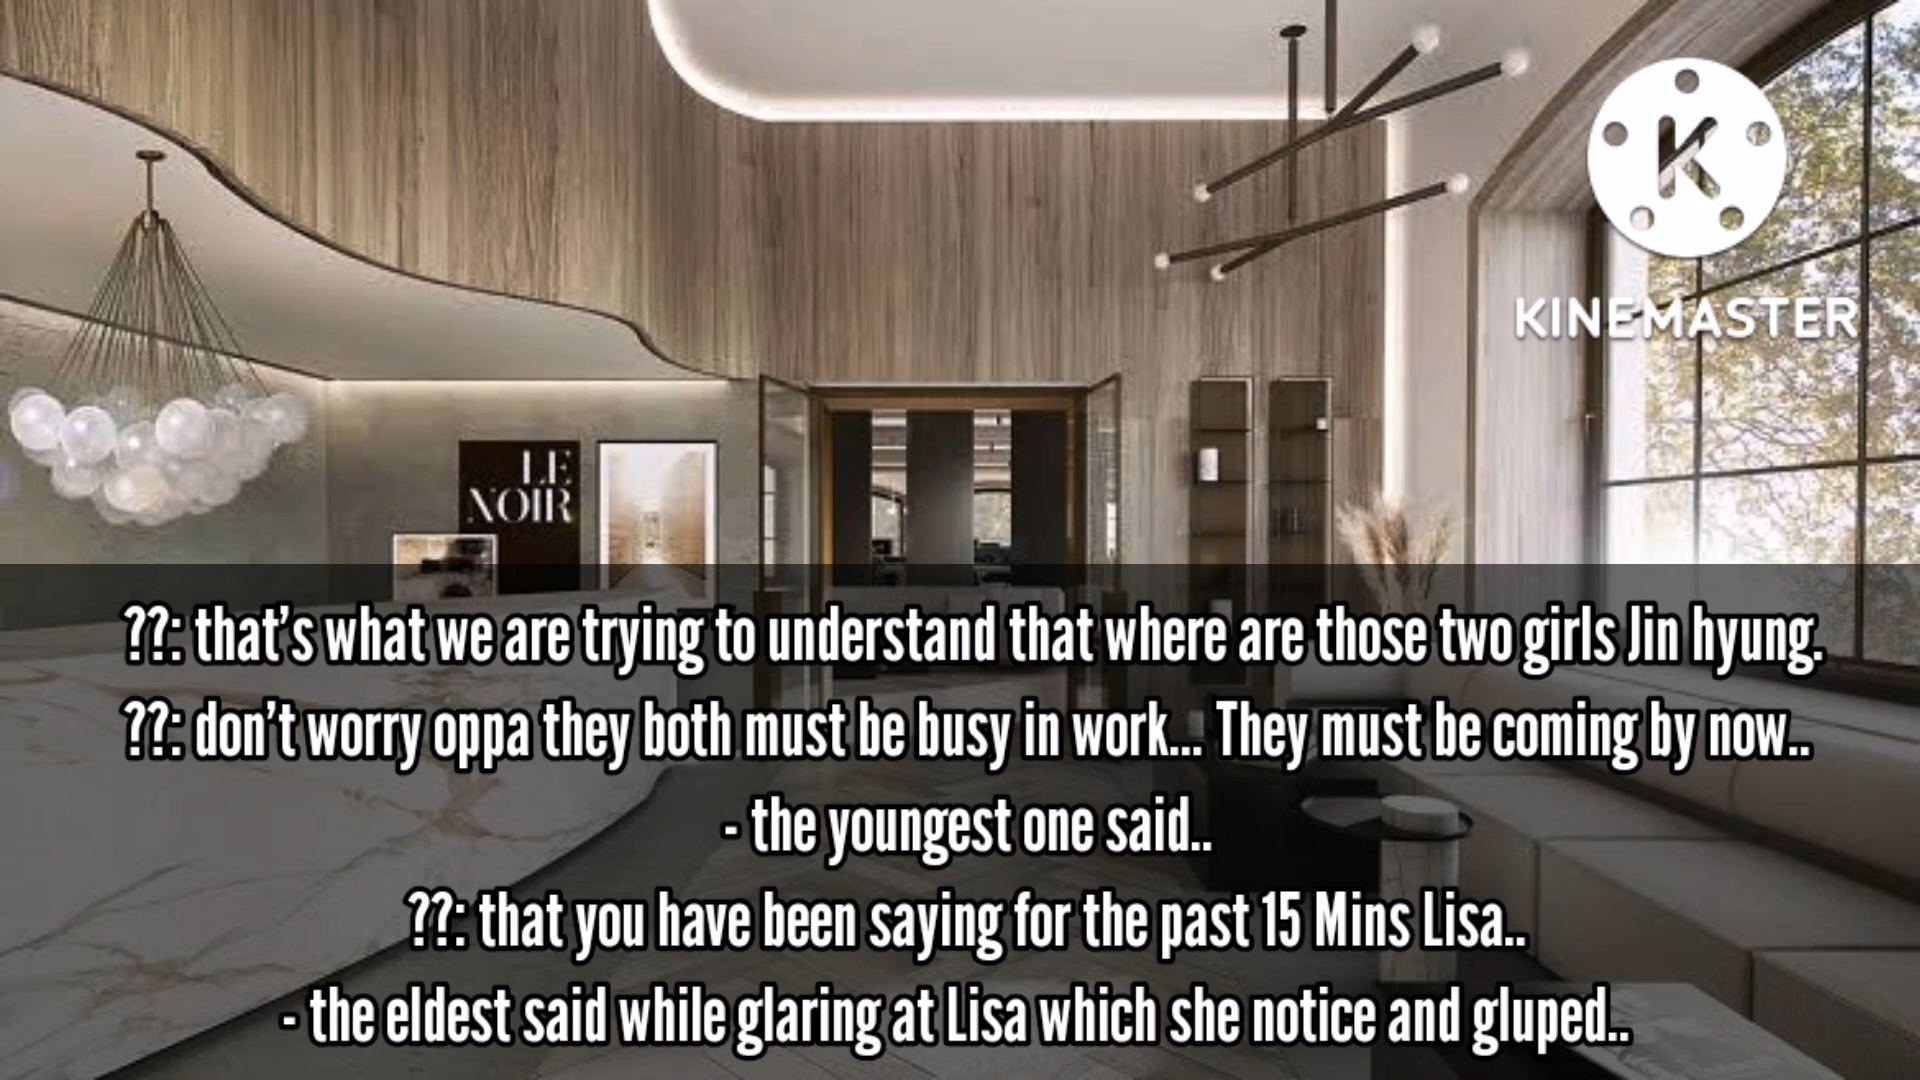 KINEMASTER
LE
NOIR
??: that’s what we are trying to understand that where are those two girls Jin hyung.
??: don’t worry oppa they both must be busy in work... They must be coming by now..
- the youngest one said..
??: that you have been saying for the past 15 Mins Lisa..
- the eldest said while glaring at Lisa which she notice and gluped..